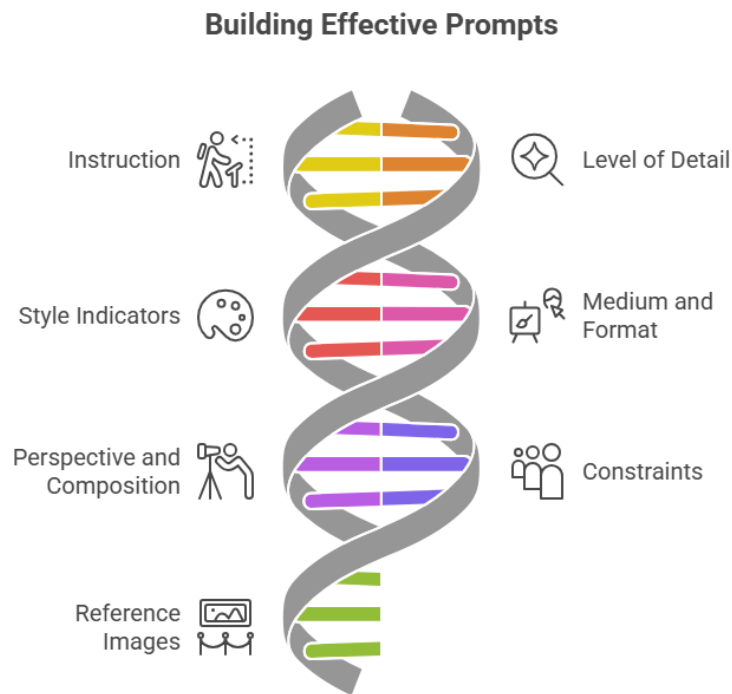 Building Effective Prompts
Instruction
Level of Detail
Style Indicators
Medium and
Format
Perspective and
Composition
Constraints
Reference
Images